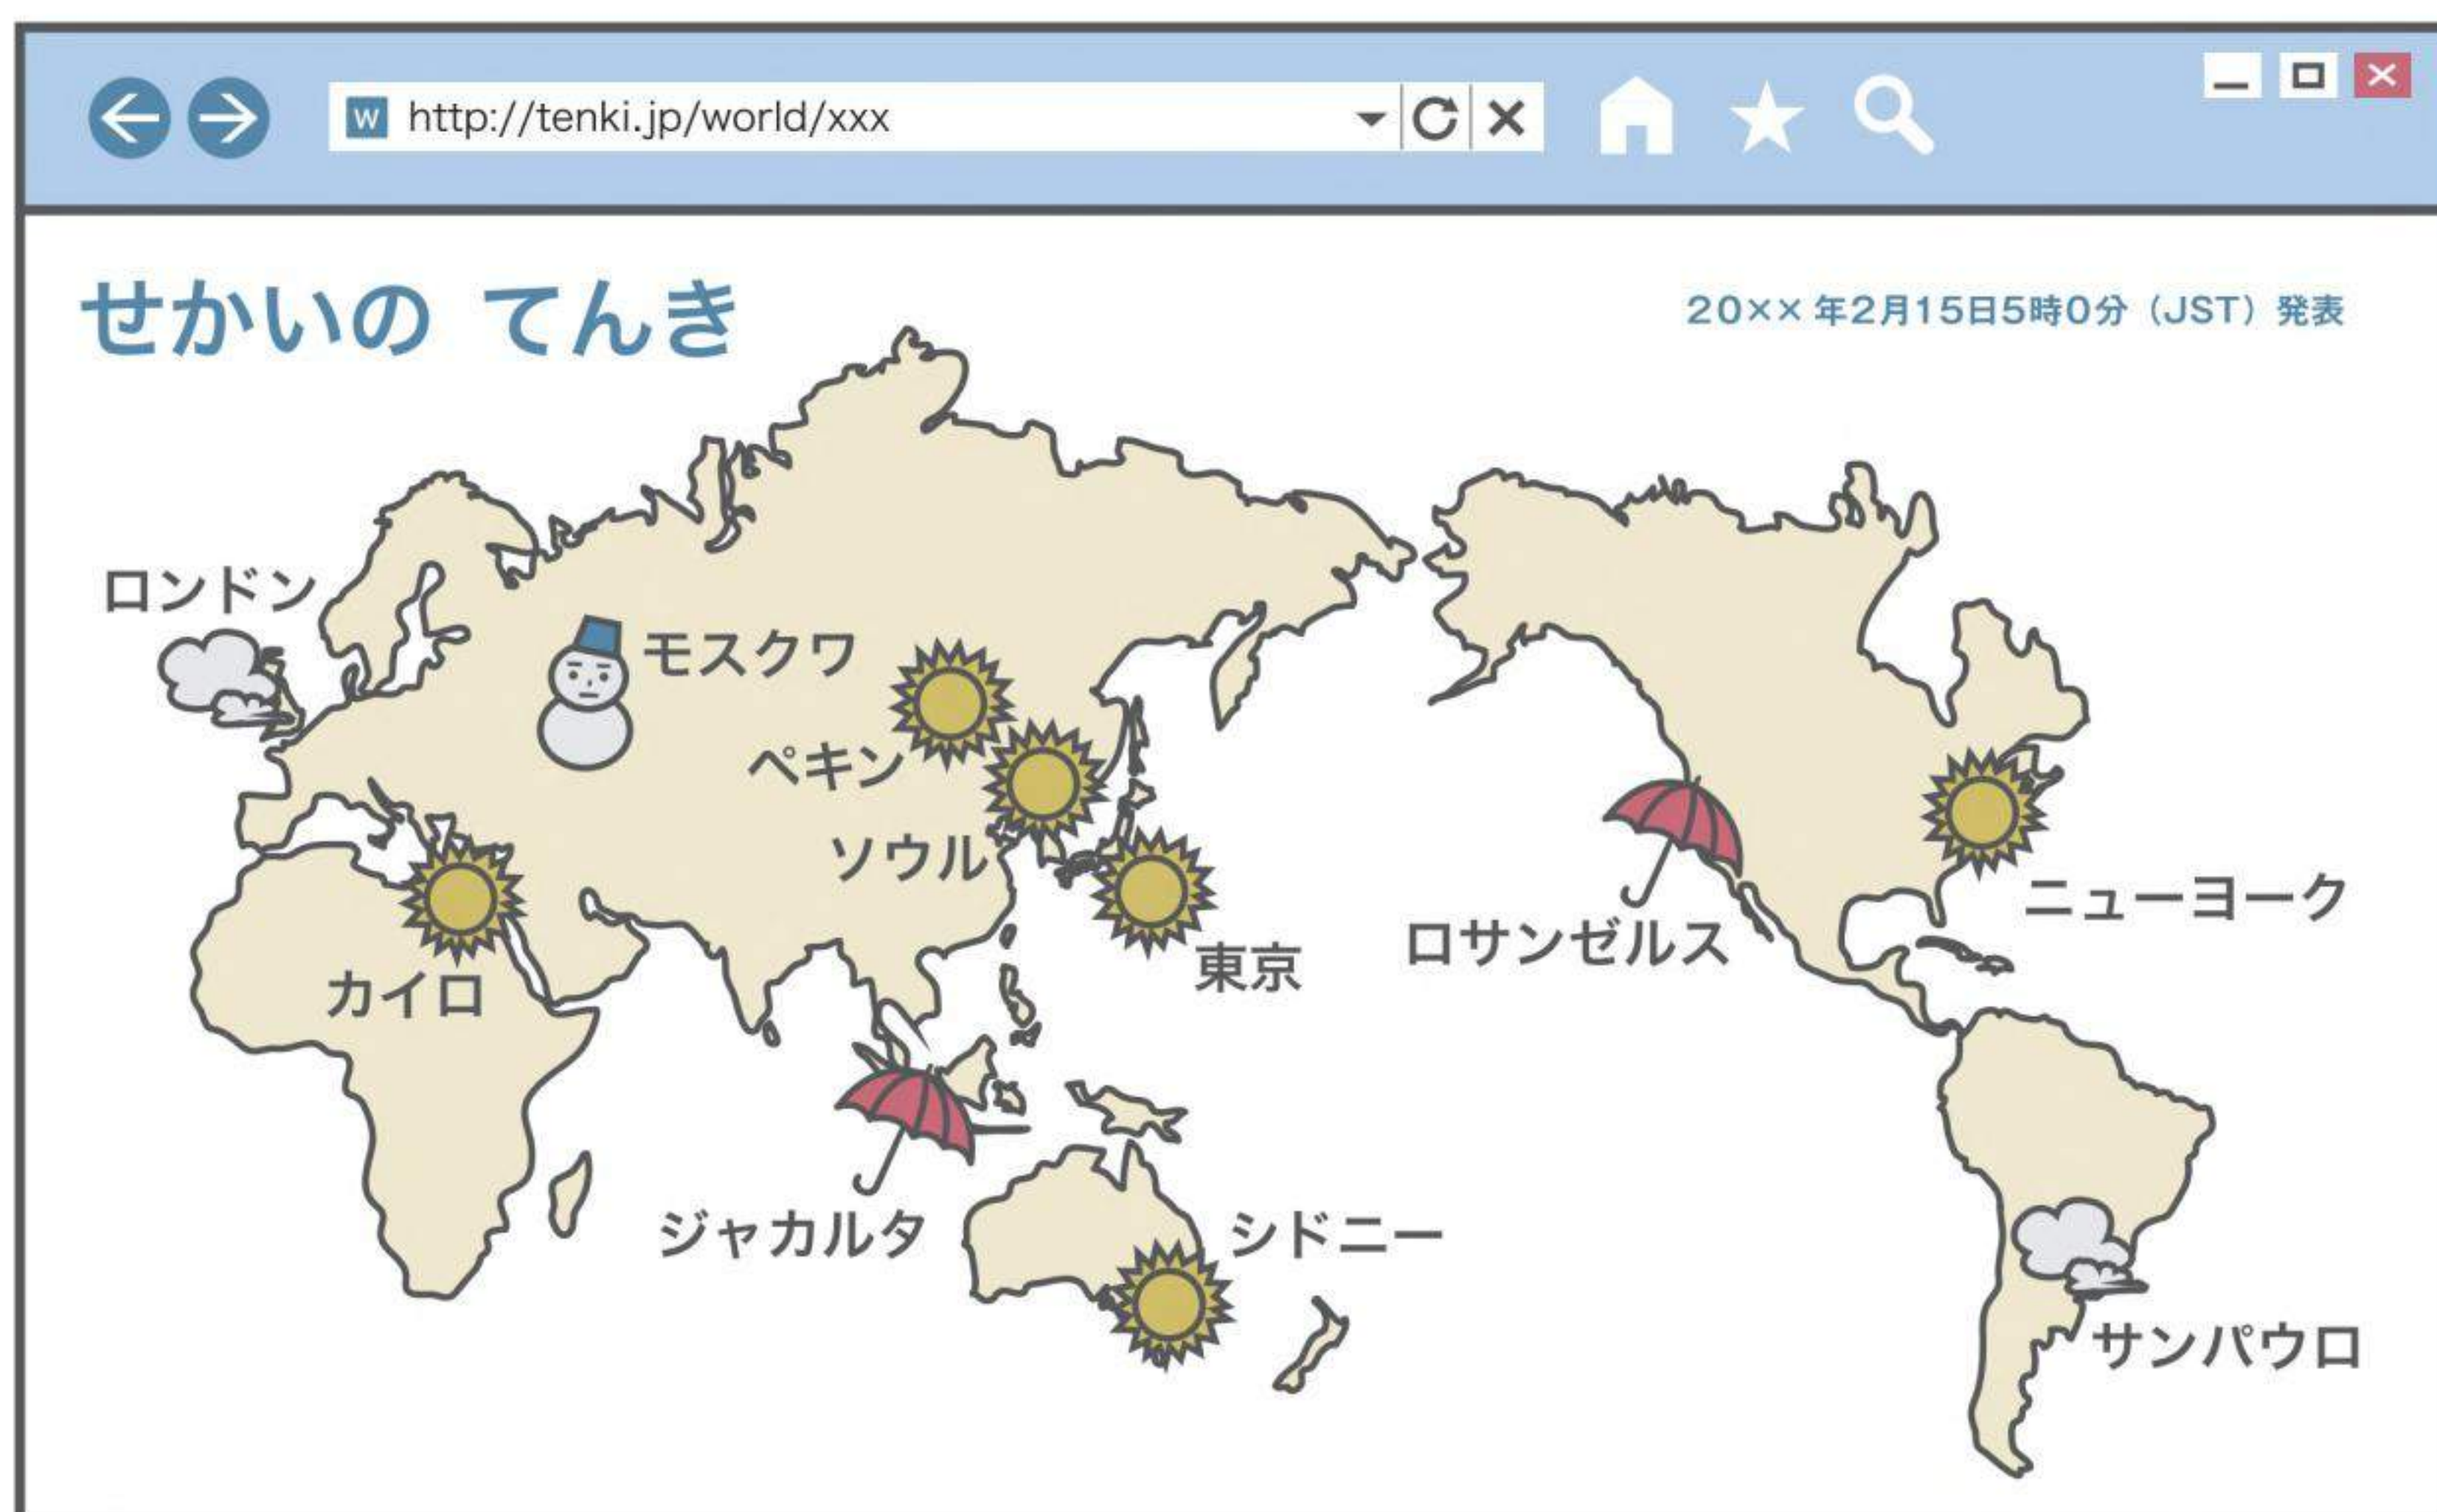 W http://tenki.jp/world/xxx
せかいの てんき
20×× 年2月15日5時0分（JST）発表
ロンドン
モスクワ
ペキン
ソウル
東京
カイロ
ロサンゼルス
ニューヨーク
ジャカルタ
シドニー
サンパウロ